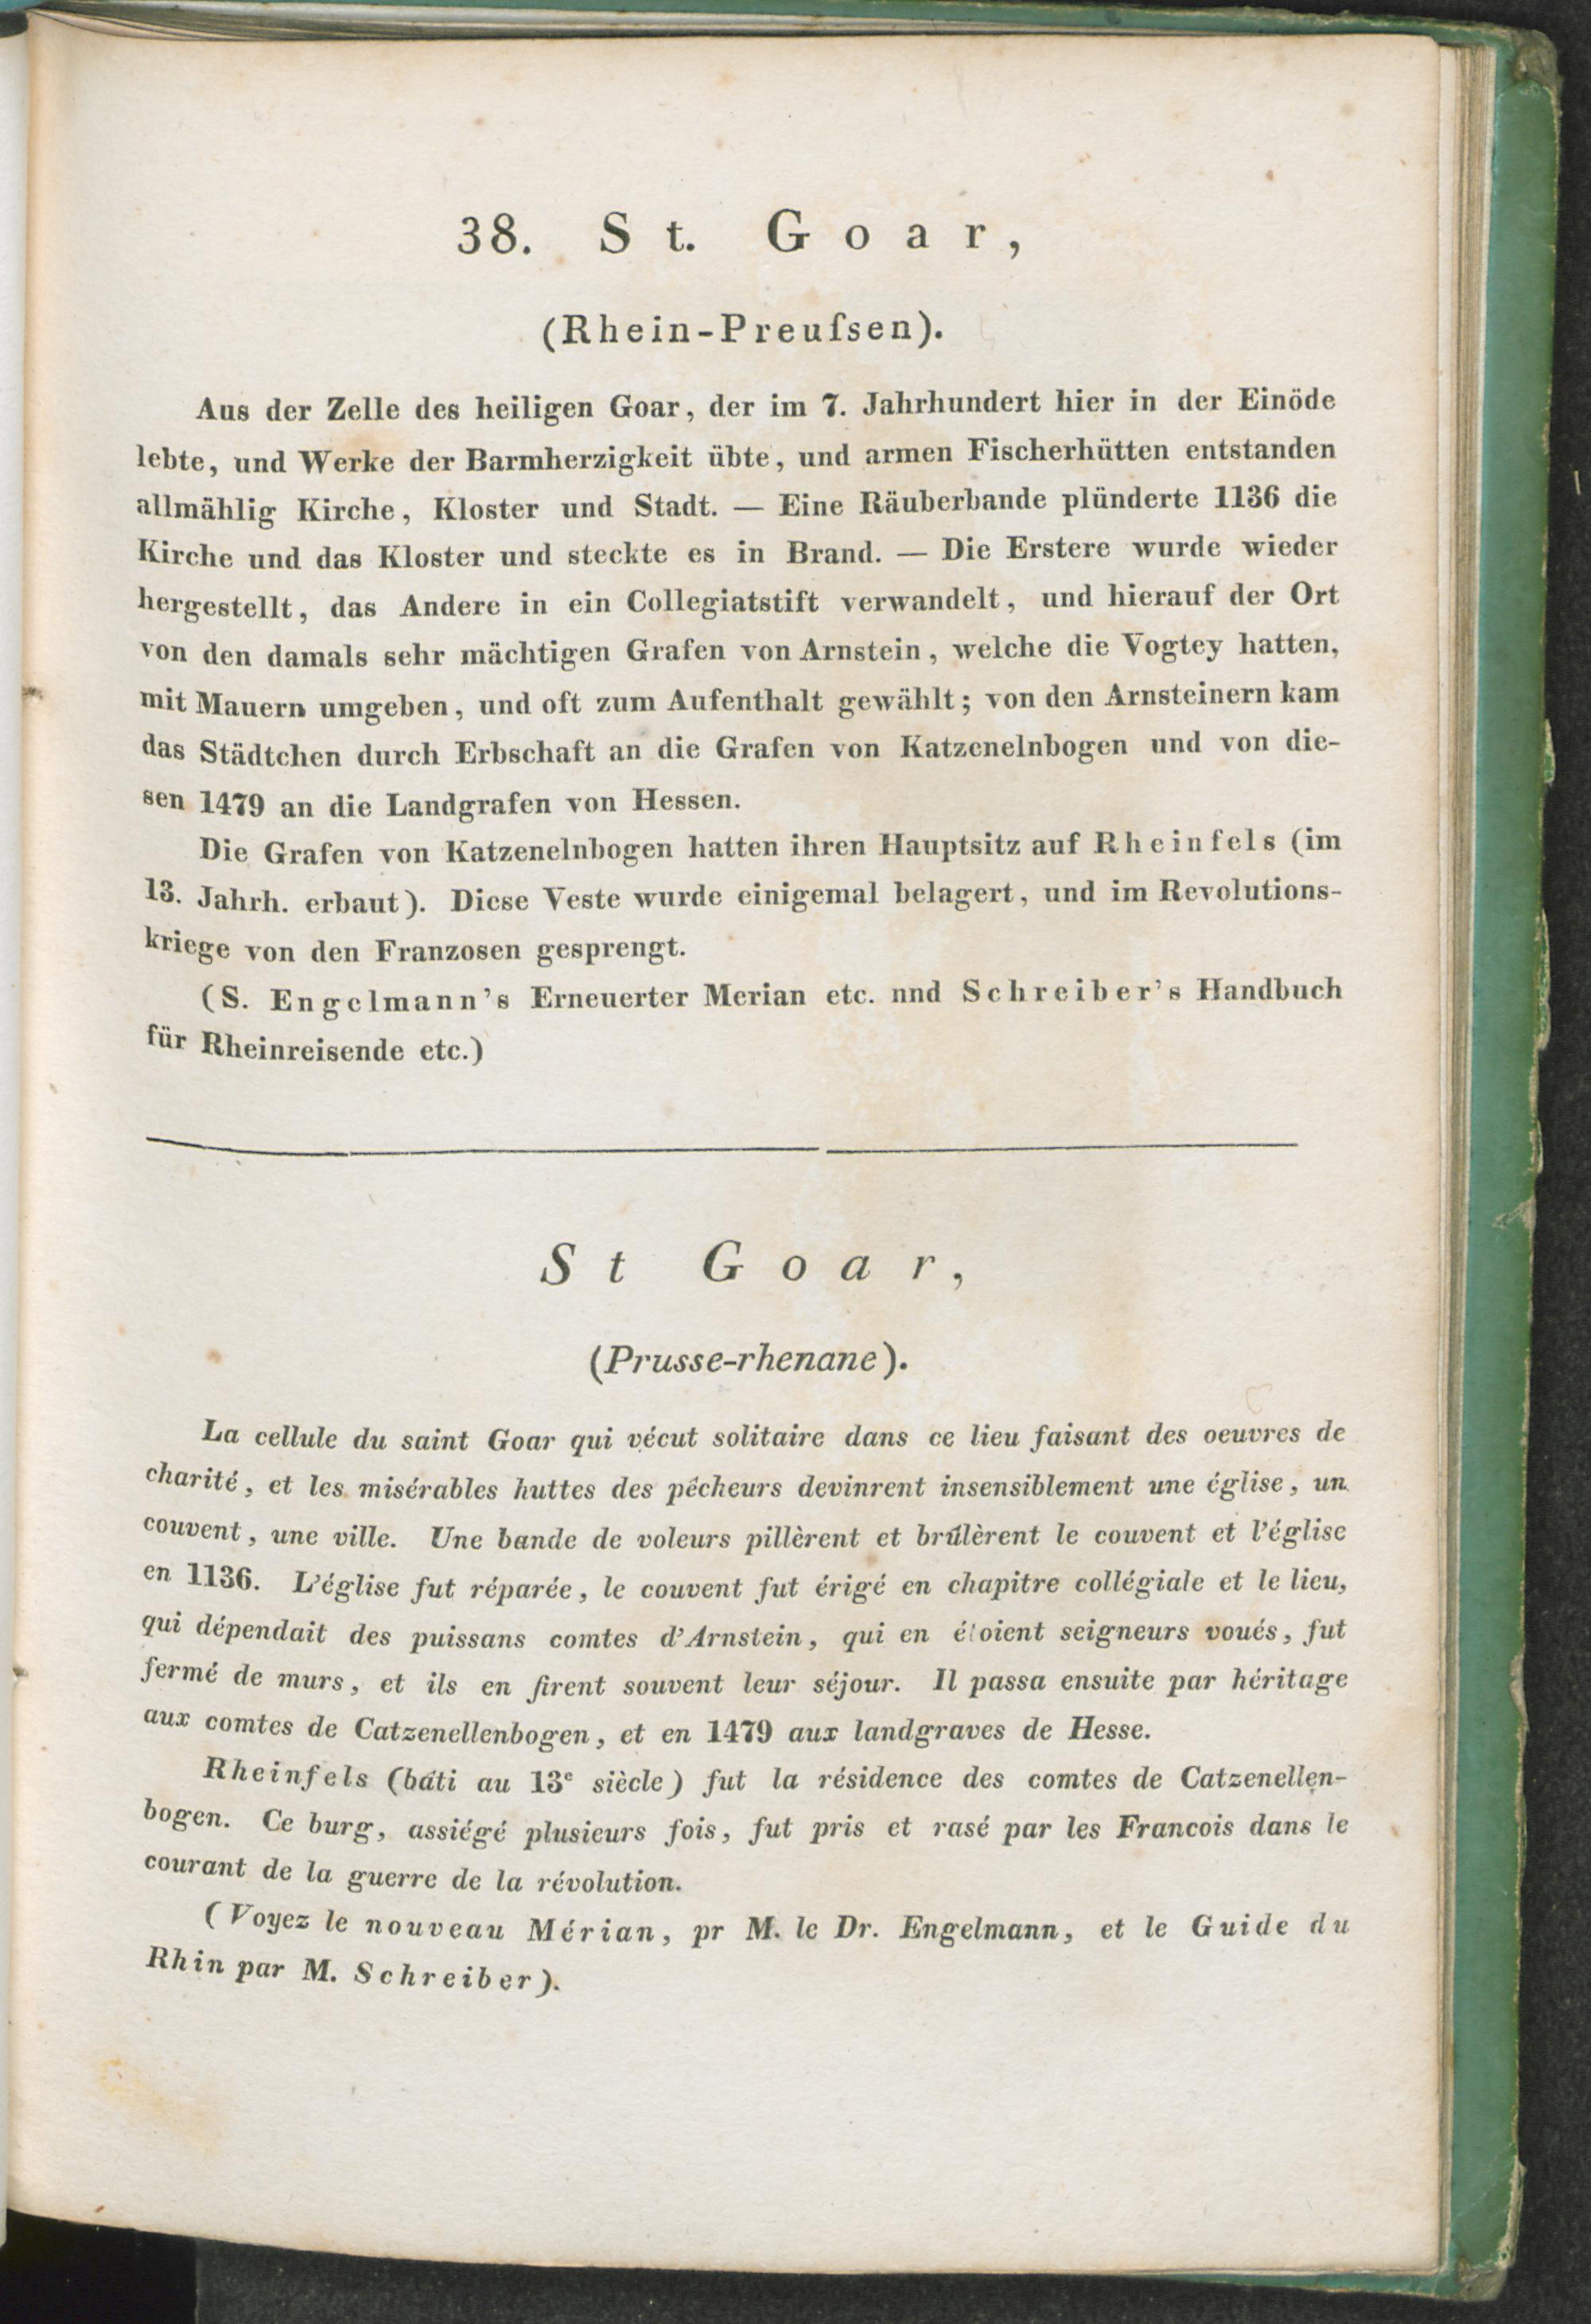 38. St. Goar,
(Rhein-Preuſsen).
Aus der Zelle des heiligen Goar, der im 7. Jahrhundert hier in der Einöde
lebte, und Werke der Barmherzigkeit übte, und armen Fischerhütten entstanden
allmählig Kirche, Kloster und Stadt. — Eine Räuberbande plünderte 1136 die
Kirche und das Kloster und steckte es in Brand. — Die Erstere wurde wieder
hergestellt, das Andere in ein Collegiatstift verwandelt, und hierauf der Ort
von den damals sehr mächtigen Grafen von Arnstein, welche die Vogtey hatten,
mit Mauern umgeben, und oft zum Aufenthalt gewählt; von den Arnsteinern kam
das Städtchen durch Erbschaft an die Grafen von Katzenelnbogen und von die-
sen 1479 an die Landgrafen von Hessen.
Die Grafen von Katzenelnbogen hatten ihren Hauptsitz auf Rheinfels (im
13. Jahrh. erbaut). Diese Veste wurde einigemal belagert, und im Revolutions-
kriege von den Franzosen gesprengt.
(S. Engelmann's Erneuerter Merian etc. nnd Schreiber's Handbuch
für Rheinreisende etc.)
St Goar,
(Prusse-rhenane).
La cellule du saint Goar qui vécut solitaire dans ce lieu faisant des oeuvres de
charité, et les misérables huttes des pêcheurs devinrent insensiblement une église, un
couvent, une ville. Une bande de voleurs pillèrent et brûlèrent le couvent et l'église
en 1136. L'église fut réparée, le couvent fut érigé en chapitre collégiale et le lieu,
qui dépendait des puissans comtes d'Arnstein, qui en étoient seigneurs voués, fut
fermé de murs, et ils en firent souvent leur séjour. Il passa ensuite par héritage
aux comtes de Catzenellenbogen, et en 1479 aux landgraves de Hesse.
Rheinfels (bâti au 13e siècle) fut la résidence des comtes de Catzenellen-
bogen. Ce burg, assiégé plusieurs fois, fut pris et rasé par les Francois dans le
courant de la guerre de la révolution.
(Voyez le nouveau Mérian, pr M. le Dr. Engelmann, et le Guide du
Rhin par M. Schreiber).